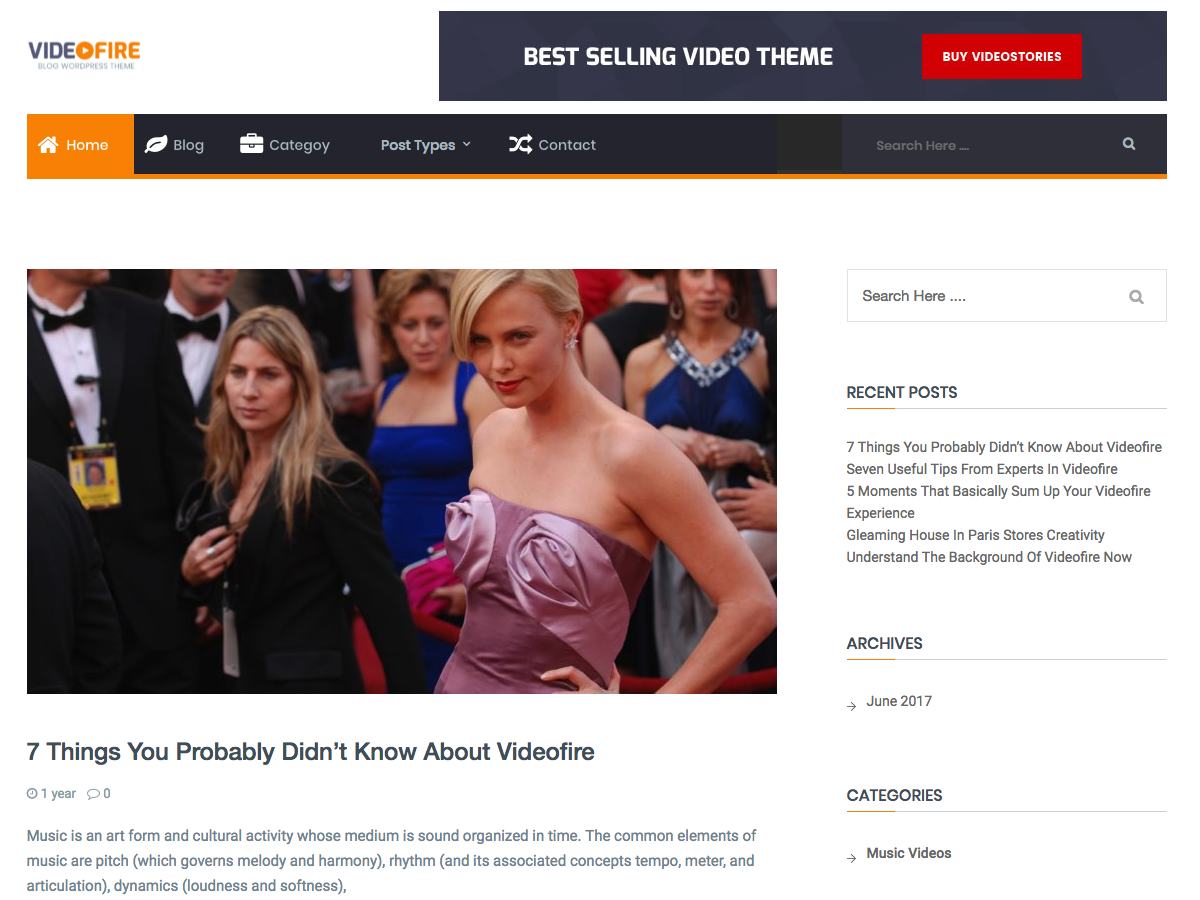 VIDEOFIRE
BLOG WORDPRESS THEME
BEST SELLING VIDEO THEME
BUY VIDEOSTORIES
Home
Blog
Categoy
Post Types
Contact
Search Here ....
Search Here ....
RECENT POSTS
7 Things You Probably Didn’t Know About Videofire
Seven Useful Tips From Experts In Videofire
5 Moments That Basically Sum Up Your Videofire
Experience
Gleaming House In Paris Stores Creativity
Understand The Background Of Videofire Now
ARCHIVES
June 2017
CATEGORIES
Music Videos
7 Things You Probably Didn’t Know About Videofire
1 year 0
Music is an art form and cultural activity whose medium is sound organized in time. The common elements of
music are pitch (which governs melody and harmony), rhythm (and its associated concepts tempo, meter, and
articulation), dynamics (loudness and softness),